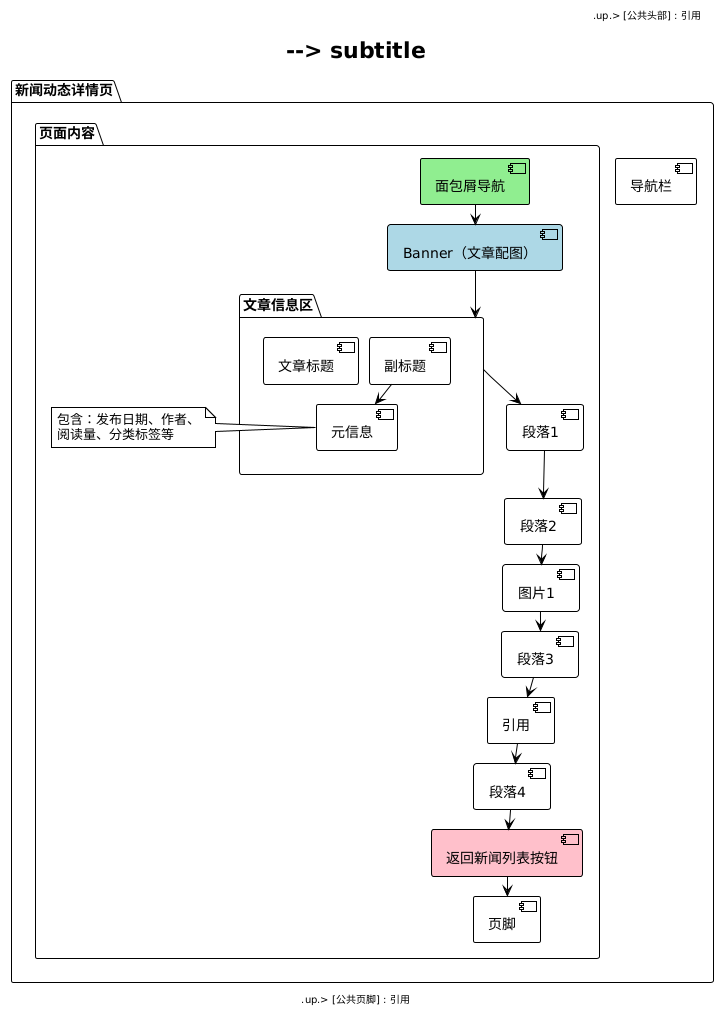 .up.> [公共头部] : 引用
--> subtitle
新闻动态详情页
页面内容
面包屑导航
导航栏
Banner（文章配图）
文章信息区
文章标题
副标题
包含：发布日期、作者、
阅读量、分类标签等
元信息
段落1
段落2
图片1
段落3
引用
段落4
返回新闻列表按钮
页脚
.up.> [公共页脚] : 引用